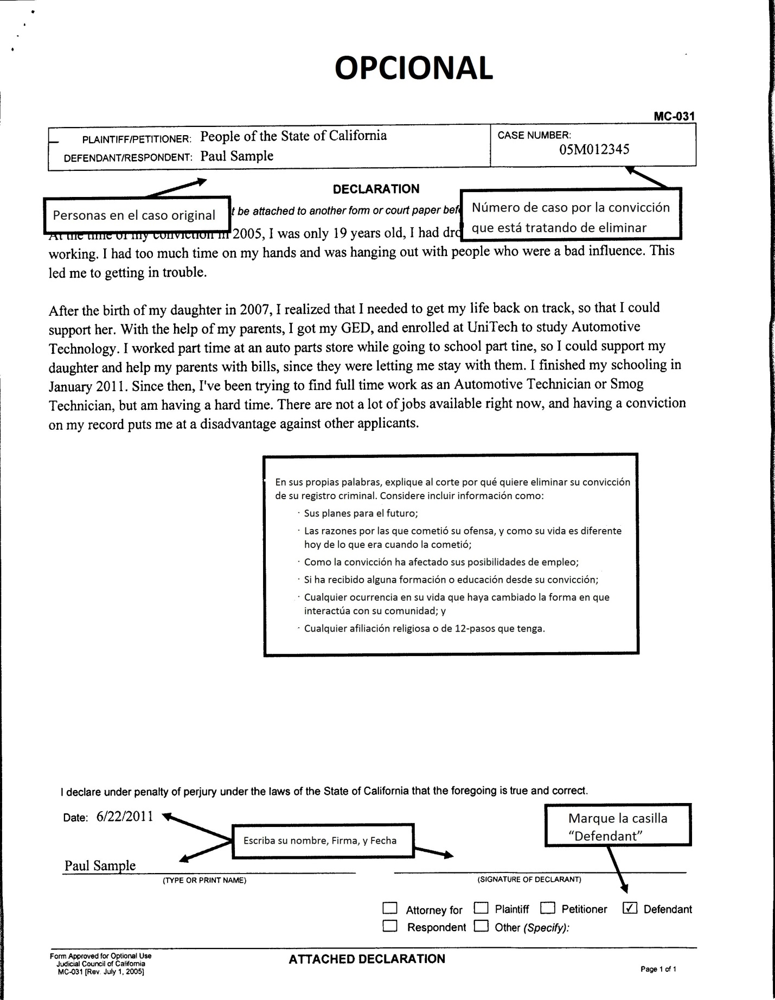 OPCIONAL
MC-031
PLAINTIFF/PETITIONER: People of the State of California
DEFENDANT/RESPONDENT: Paul Sample
CASE NUMBER:
05M012345
DECLARATION
Personas en el caso original
t be attached to another form or court paper
Número de caso por la convicción
que está tratando de eliminar
At the time of my conviction in 2005, I was only 19 years old, I had
working. I had too much time on my hands and was hanging out with people who were a bad influence. This
led me to getting in trouble.
After the birth of my daughter in 2007, I realized that I needed to get my life back on track, so that I could
support her. With the help of my parents, I got my GED, and enrolled at UniTech to study Automotive
Technology. I worked part time at an auto parts store while going to school part tine, so I could support my
daughter and help my parents with bills, since they were letting me stay with them. I finished my schooling in
January 2011. Since then, I've been trying to find full time work as an Automotive Technician or Smog
Technician, but am having a hard time. There are not a lot of jobs available right now, and having a conviction
on my record puts me at a disadvantage against other applicants.
En sus propias palabras, explique al corte por qué quiere eliminar su convicción
de su registro criminal. Considere incluir información como:
· Sus planes para el futuro;
· Las razones por las que cometió su ofensa, y como su vida es diferente
hoy de lo que era cuando la cometió;
· Como la convicción ha afectado sus posibilidades de empleo;
· Si ha recibido alguna formación o educación desde su convicción;
· Cualquier ocurrencia en su vida que haya cambiado la forma en que
interactúa con su comunidad; y
· Cualquier afiliación religiosa o de 12-pasos que tenga.
I declare under penalty of perjury under the laws of the State of California that the foregoing is true and correct.
Date: 6/22/2011
Marque la casilla
“Defendant”
Escriba su nombre, Firma, y Fecha
Paul Sample
(TYPE OR PRINT NAME)
(SIGNATURE OF DECLARANT)
Attorney for Plaintiff Petitioner ✓ Defendant
Respondent Other (Specify):
Form Approved for Optional Use
Judicial Council of California
MC-031 [Rev. July 1, 2005]
ATTACHED DECLARATION
Page 1 of 1